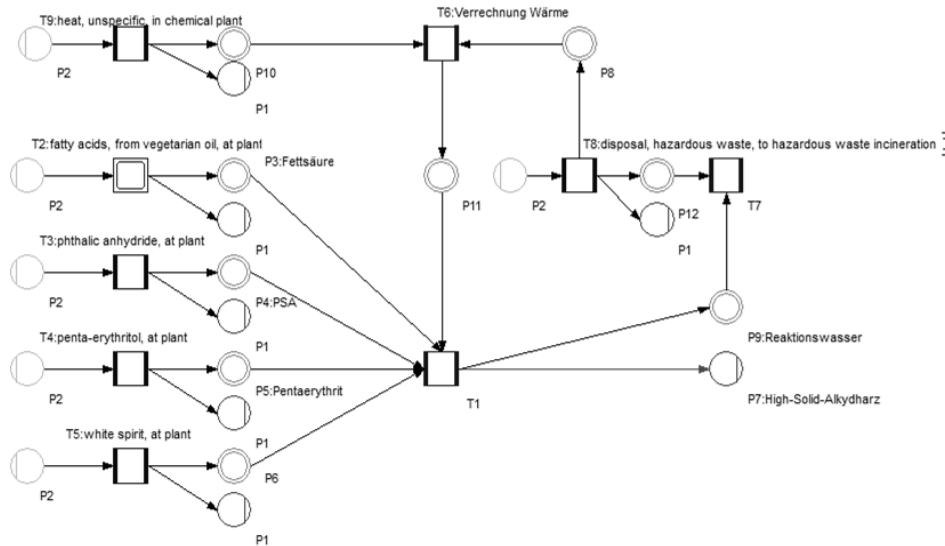 T9:heat, unspecific, in chemical plant
T6:Verrechnung Wärme
P2
P10
P8
P1
T2:fatty acids, from vegetarian oil, at plant
T8:disposal, hazardous waste, to hazardous waste incineration
P3:Fettsäure
P2
P11
P2
P12
T7
P1
P1
T3:phthalic anhydride, at plant
P2
P4:PSA
P1
T4:penta-erythritol, at plant
P9:Reaktionswasser
P2
P5:Pentaerythrit
T1
P7:High-Solid-Alkydharz
P1
T5:white spirit, at plant
P2
P6
P1